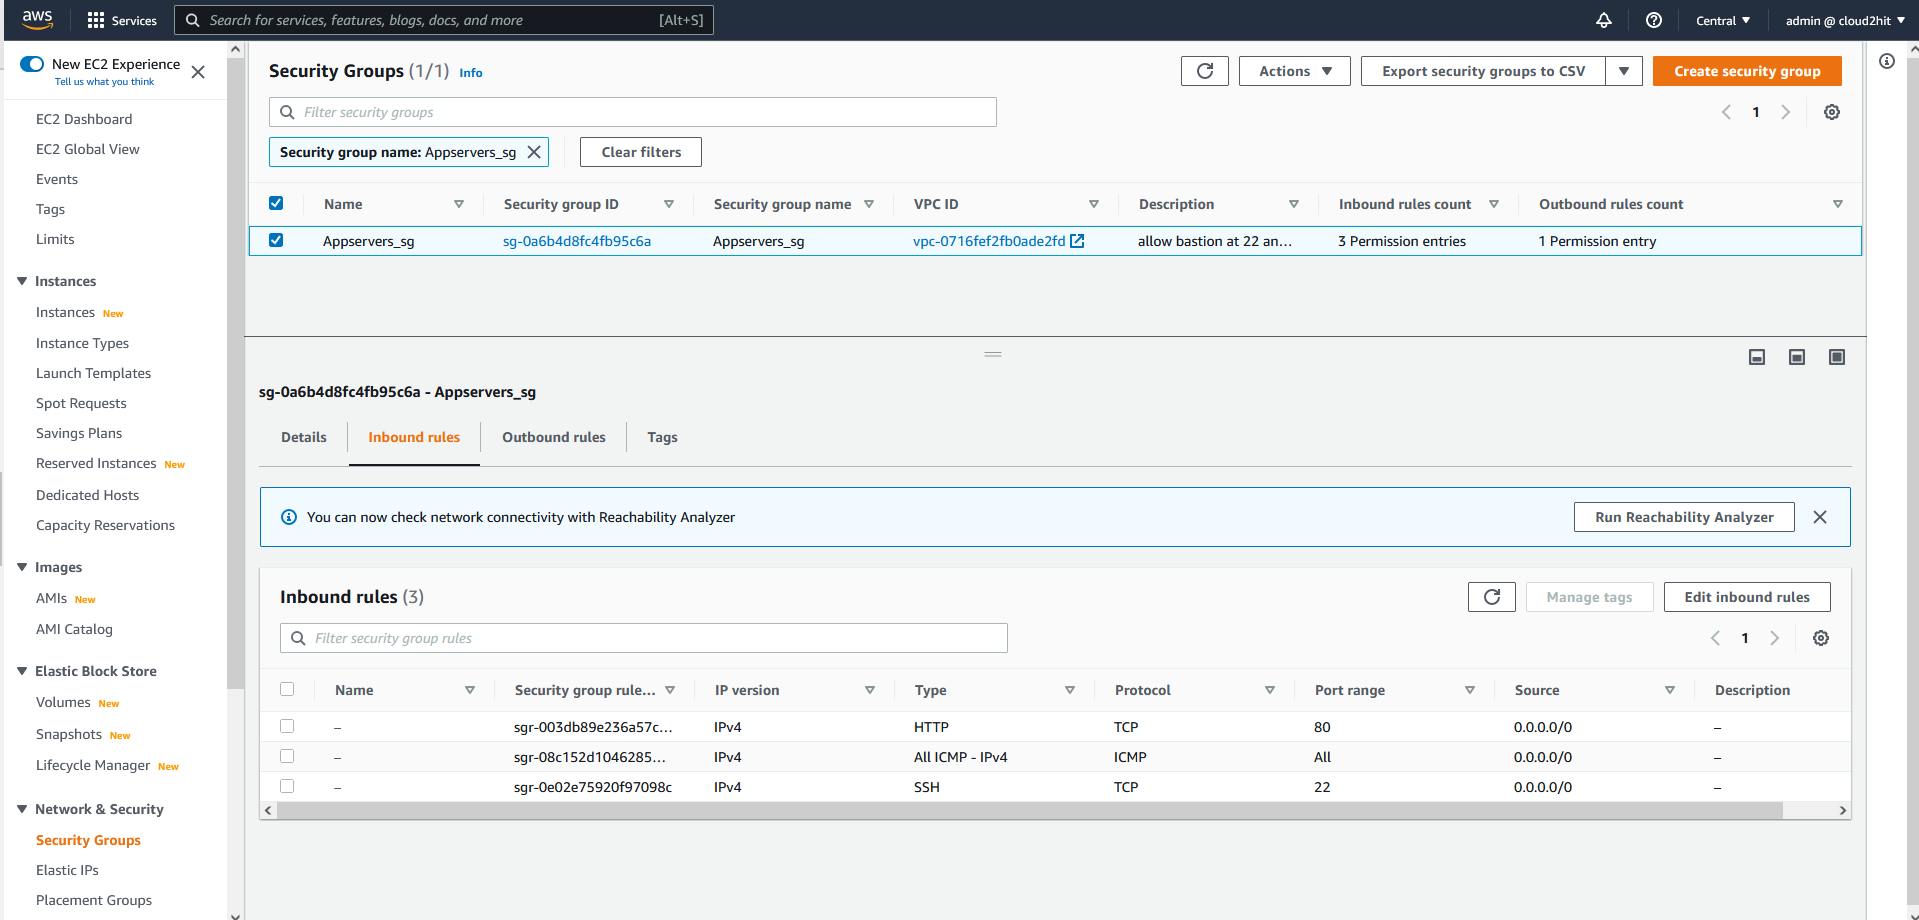 aws
Services
Search for services, features, blogs, docs, and more [Alt+S]
Central
admin @ cloud2hit
New EC2 Experience
Tell us what you think
EC2 Dashboard
EC2 Global View
Events
Tags
Limits
Instances
Instances New
Instance Types
Launch Templates
Spot Requests
Savings Plans
Reserved Instances New
Dedicated Hosts
Capacity Reservations
Images
AMIs New
AMI Catalog
Elastic Block Store
Volumes New
Snapshots New
Lifecycle Manager New
Network & Security
Security Groups
Elastic IPs
Placement Groups
Security Groups (1/1) Info
Actions
Export security groups to CSV
Create security group
Filter security groups
1
Security group name: Appservers_sg
Clear filters
Name Security group ID Security group name VPC ID Description Inbound rules count Outbound rules count
Appservers_sg sg-0a6b4d8fc4fb95c6a Appservers_sg vpc-0716fef2fb0ade2fd allow bastion at 22 an... 3 Permission entries 1 Permission entry
sg-0a6b4d8fc4fb95c6a - Appservers_sg
Details Inbound rules Outbound rules Tags
You can now check network connectivity with Reachability Analyzer
Run Reachability Analyzer
Inbound rules (3)
Manage tags
Edit inbound rules
Filter security group rules
1
Name Security group rule... IP version Type Protocol Port range Source Description
– sgr-003db89e236a57c... IPv4 HTTP TCP 80 0.0.0.0/0 –
– sgr-08c152d1046285... IPv4 All ICMP - IPv4 ICMP All 0.0.0.0/0 –
– sgr-0e02e75920f97098c IPv4 SSH TCP 22 0.0.0.0/0 –